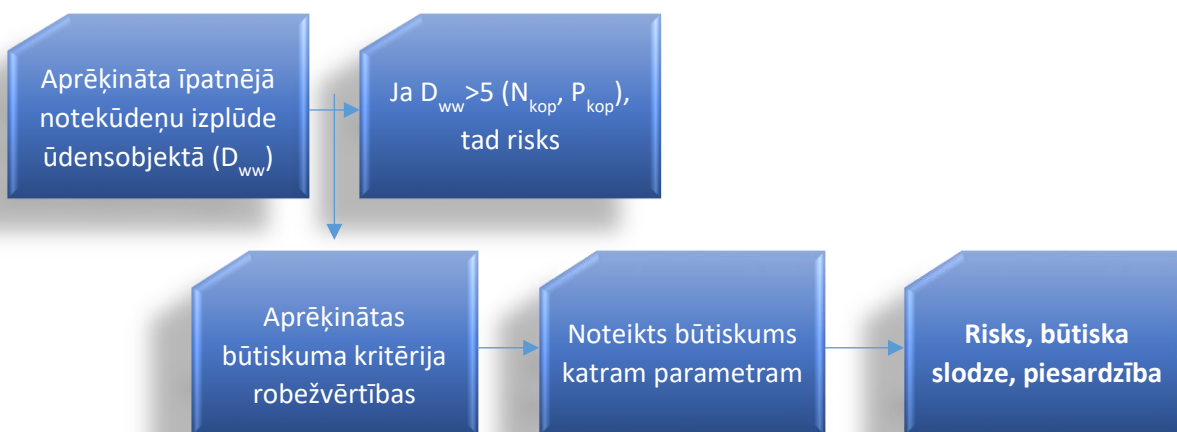 Aprēķināta īpatnējā
notekūdeņu izplūde
ūdensobjektā (Dww)
Ja Dww>5 (Nkop, Pkop),
tad risks
Aprēķinātas
būtiskuma kritērija
robežvērtības
Noteikts būtiskums
katram parametram
Risks, būtiska
slodze, piesardzība